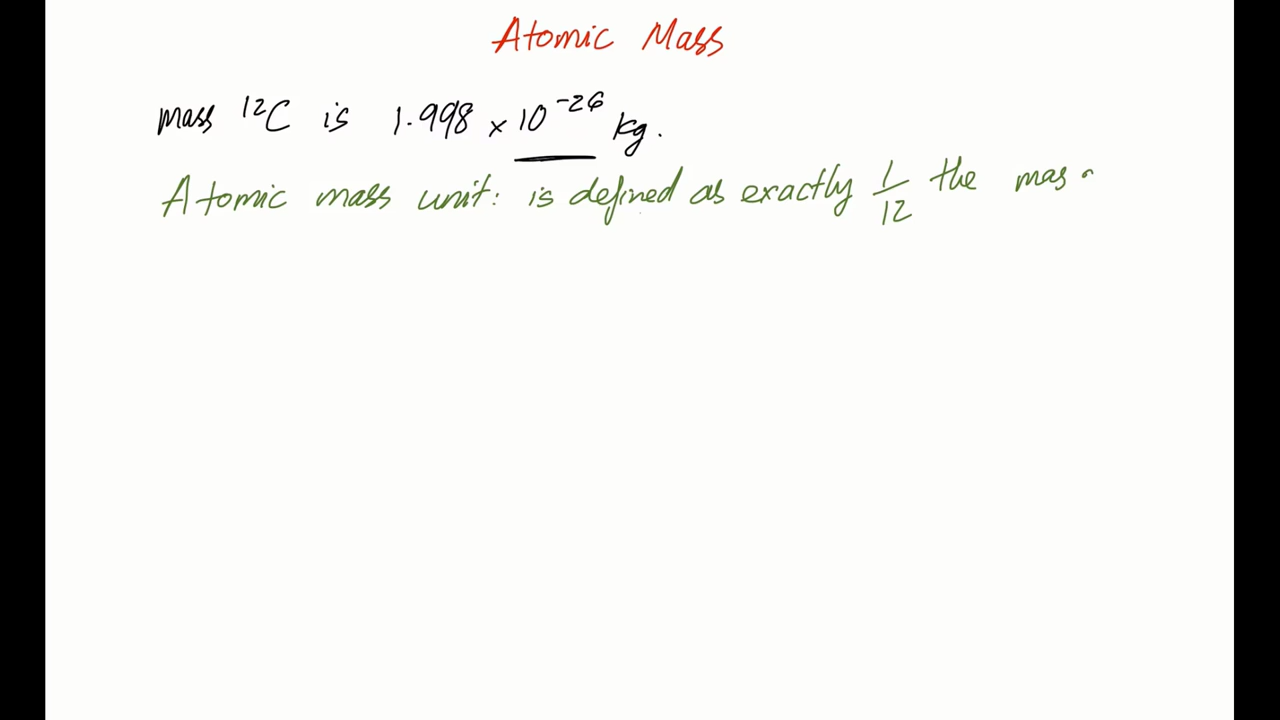 Atomic Mass
mass ¹²C is 1.998 × 10⁻²⁶ kg.
Atomic mass unit: is defined as exactly 1/12 the mas